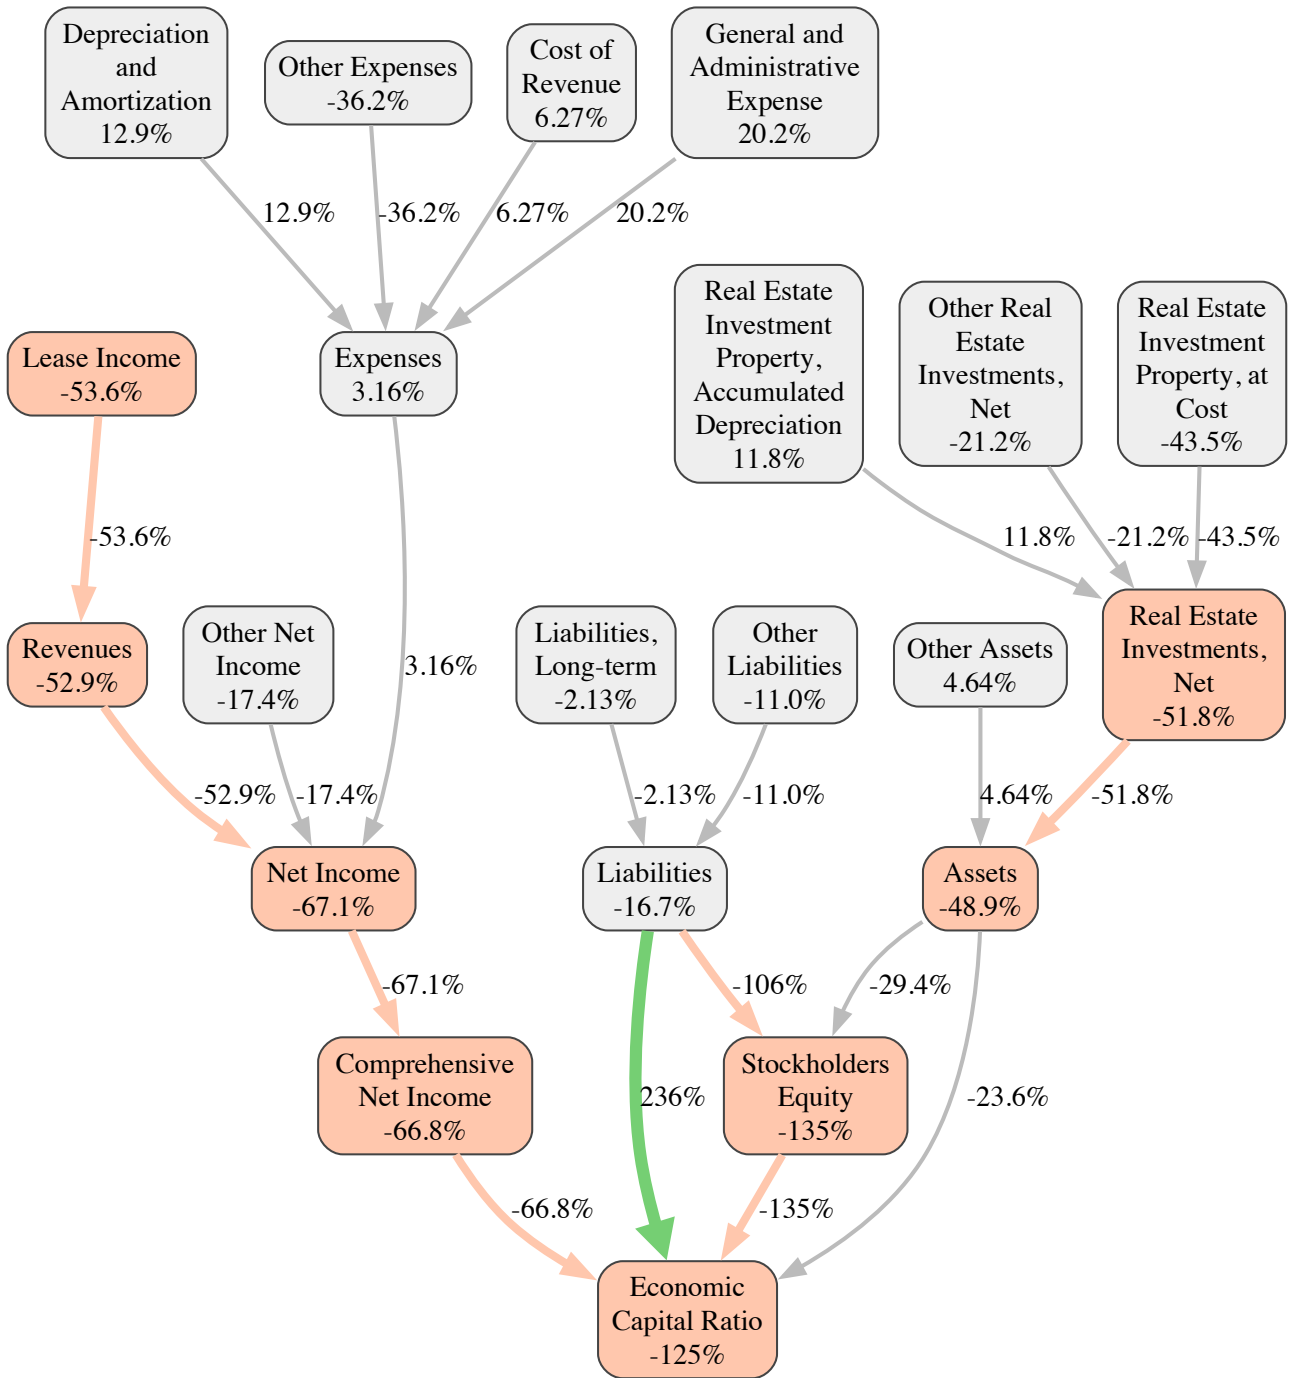 Depreciation
and
Amortization
12.9%
Other Expenses
-36.2%
Cost of
Revenue
6.27%
General and
Administrative
Expense
20.2%
12.9%
-36.2%
6.27%
20.2%
Lease Income
-53.6%
Expenses
3.16%
Real Estate
Investment
Property,
Accumulated
Depreciation
11.8%
Other Real
Estate
Investments,
Net
-21.2%
Real Estate
Investment
Property, at
Cost
-43.5%
-53.6%
11.8%
-21.2%
-43.5%
Revenues
-52.9%
Other Net
Income
-17.4%
3.16%
Liabilities,
Long-term
-2.13%
Other
Liabilities
-11.0%
Other Assets
4.64%
Real Estate
Investments,
Net
-51.8%
-52.9%
-17.4%
-2.13%
-11.0%
4.64%
-51.8%
Net Income
-67.1%
Liabilities
-16.7%
Assets
-48.9%
-67.1%
-106%
-29.4%
Comprehensive
Net Income
-66.8%
236%
Stockholders
Equity
-135%
-23.6%
-66.8%
-135%
Economic
Capital Ratio
-125%